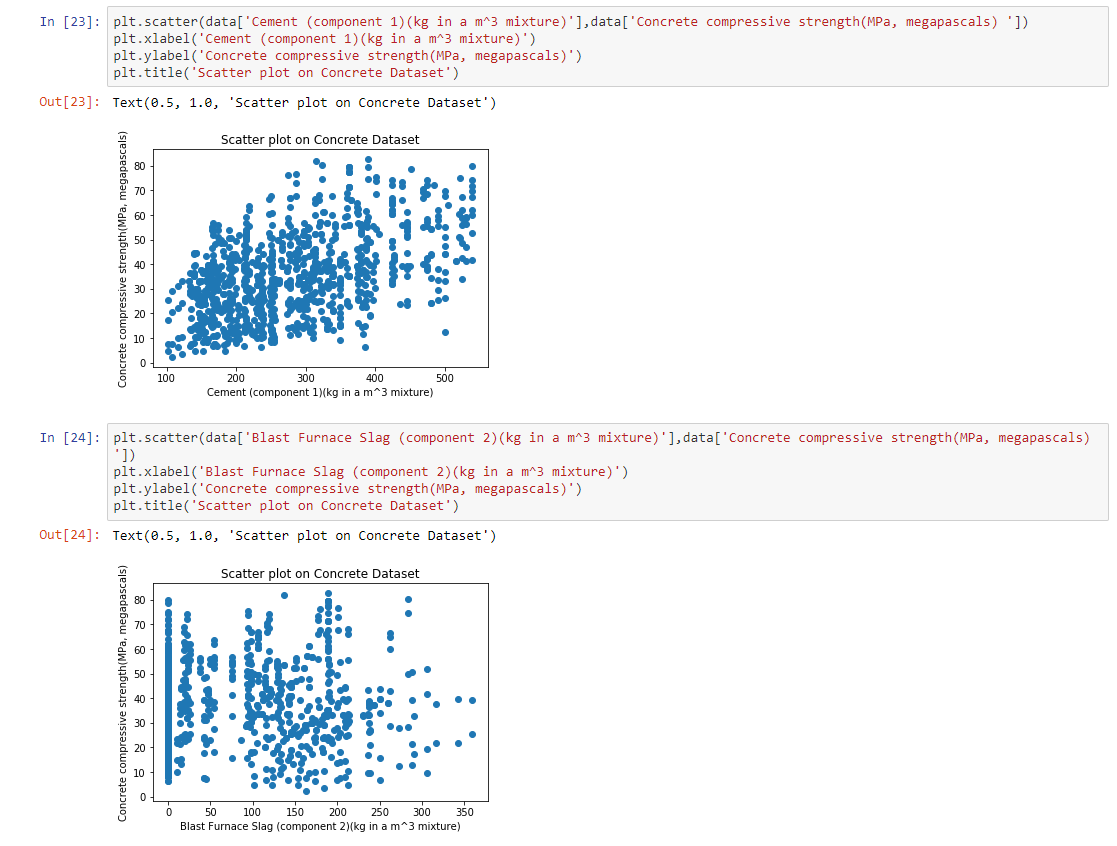 In [23]: plt.scatter(data['Cement (component 1)(kg in a m^3 mixture)'],data['Concrete compressive strength(MPa, megapascals) '])
plt.xlabel('Cement (component 1)(kg in a m^3 mixture)')
plt.ylabel('Concrete compressive strength(MPa, megapascals)')
plt.title('Scatter plot on Concrete Dataset')
Out[23]: Text(0.5, 1.0, 'Scatter plot on Concrete Dataset')
Scatter plot on Concrete Dataset
Concrete compressive strength(MPa, megapascals)
80
70
60
50
40
30
20
10
0
100 200 300 400 500
Cement (component 1)(kg in a m^3 mixture)
In [24]: plt.scatter(data['Blast Furnace Slag (component 2)(kg in a m^3 mixture)'],data['Concrete compressive strength(MPa, megapascals)
'])
plt.xlabel('Blast Furnace Slag (component 2)(kg in a m^3 mixture)')
plt.ylabel('Concrete compressive strength(MPa, megapascals)')
plt.title('Scatter plot on Concrete Dataset')
Out[24]: Text(0.5, 1.0, 'Scatter plot on Concrete Dataset')
Scatter plot on Concrete Dataset
Concrete compressive strength(MPa, megapascals)
80
70
60
50
40
30
20
10
0
0 50 100 150 200 250 300 350
Blast Furnace Slag (component 2)(kg in a m^3 mixture)